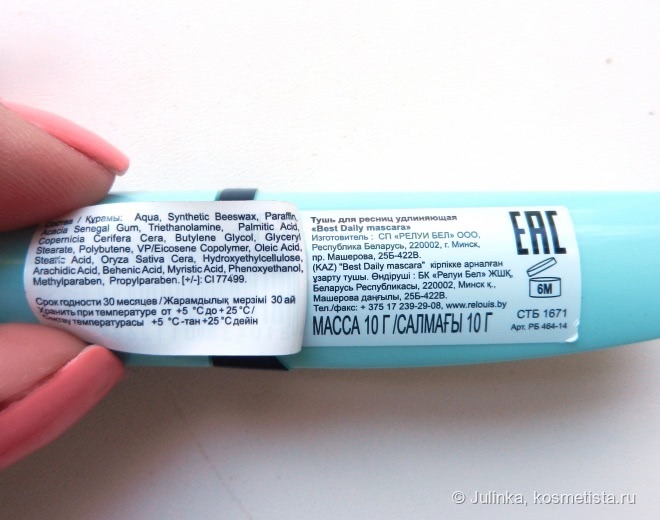 Состав / Құрамы: Aqua, Synthetic Beeswax, Paraffin,
Acacia Senegal Gum, Triethanolamine, Palmitic Acid,
Copernicia Cerifera Cera, Butylene Glycol, Glyceryl
Stearate, Polybutene, VP/Eicosene Copolymer, Oleic Acid,
Stearic Acid, Oryza Sativa Cera, Hydroxyethylcellulose,
Arachidic Acid, Behenic Acid, Myristic Acid, Phenoxyethanol,
Methylparaben, Propylparaben. [+/-]: CI 77499.
Срок годности 30 месяцев / Жарамдылық мерзімі 30 ай
Хранить при температуре от +5 °С до + 25°С /
температурасы +5 °С-тан +25°С дейін
Тушь для ресниц удлиняющая
«Best Daily mascara»
Изготовитель : СП «РЕЛУИ БЕЛ» ООО,
Республика Беларусь, 220002, г. Минск,
пр. Машерова, 25Б-422В.
(KAZ) "Best Daily mascara" кірпікке арналған
ұзарту тушы. Өндіруші : БК «Релуи Бел» ЖШҚ,
Беларусь Республикасы, 220002, Минск қ.,
Машерова даңғылы, 25Б-422В.
Тел./факс: + 375 17 239-29-08, www.relouis.by
МАССА 10 Г /САЛМАҒЫ 10 Г
EAC
6M
СТБ 1671
Арт. РБ 464-14
© Julinka, kosmetista.ru